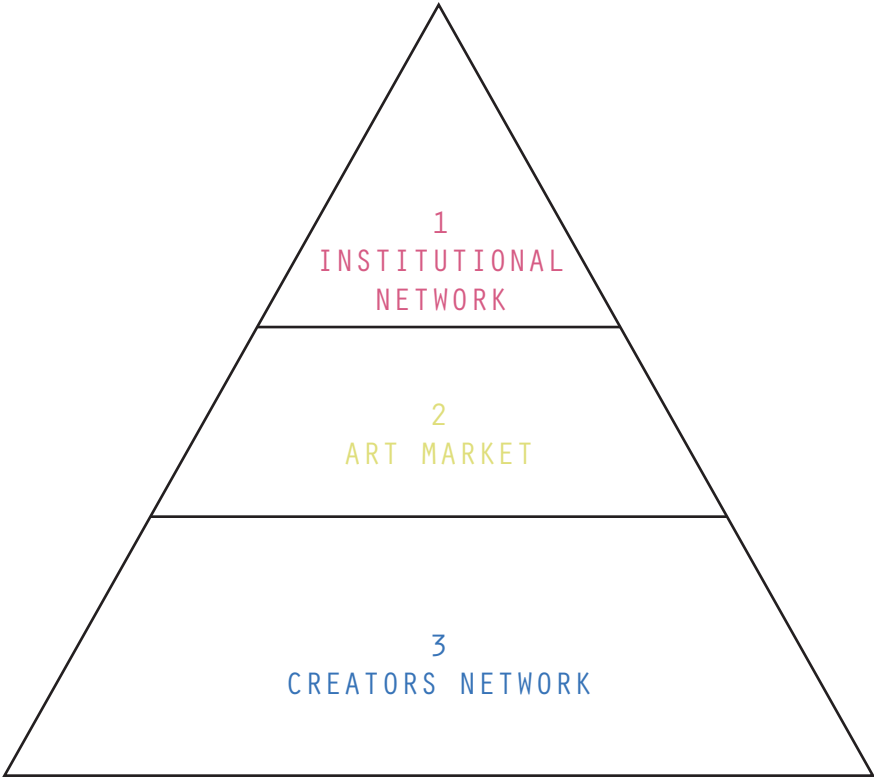 1
INSTITUTIONAL
NETWORK
2
ART MARKET
3
CREATORS NETWORK